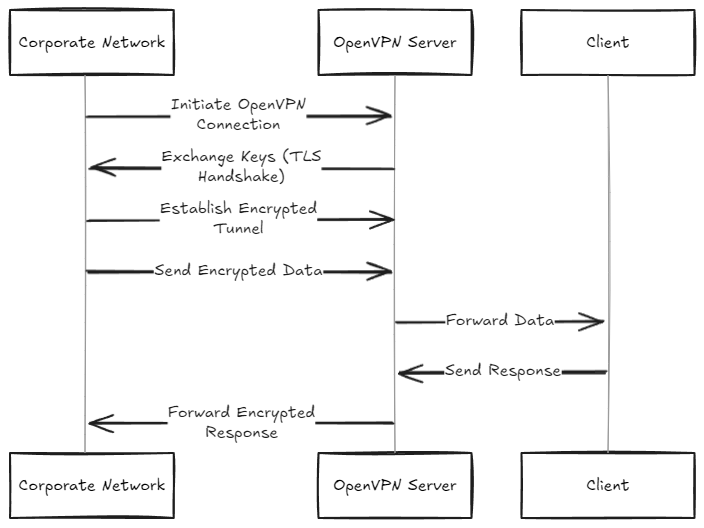 Corporate Network
OpenVPN Server
Client
Initiate OpenVPN
Connection
Exchange Keys (TLS
Handshake)
Establish Encrypted
Tunnel
Send Encrypted Data
Forward Data
Send Response
Forward Encrypted
Response
Corporate Network
OpenVPN Server
Client